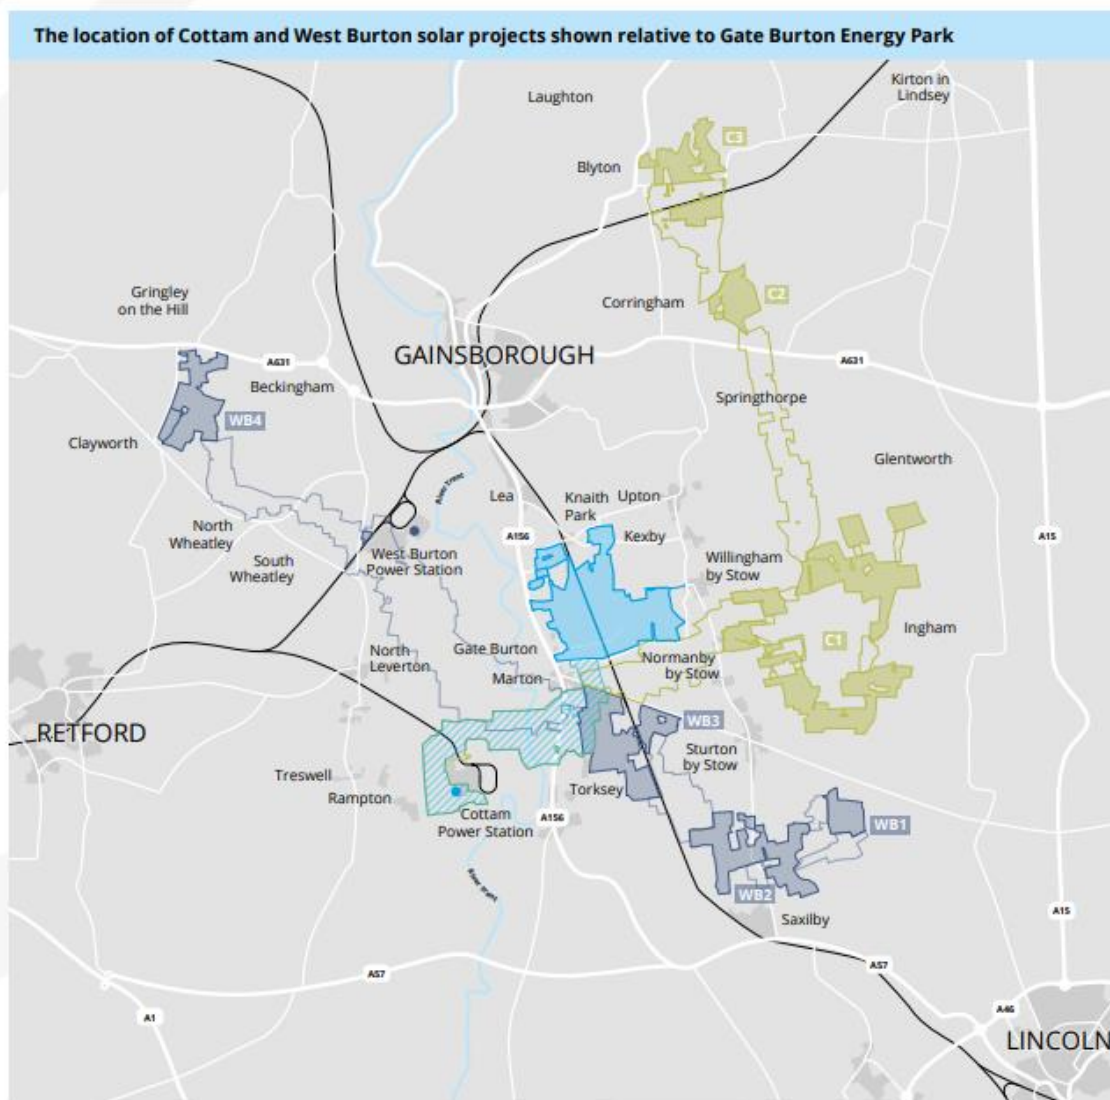 The location of Cottam and West Burton solar projects shown relative to Gate Burton Energy Park
Kirton in
Lindsey
Laughton
C3
Blyton
Gringley
on the Hill
C2
Corringham
GAINSBOROUGH
A631
A631
Beckingham
Springthorpe
WB4
Clayworth
Glentworth
River Trent
Lea
Knaith
Park
Upton
North
Wheatley
A156
Kexby
A15
West Burton
Power Station
South
Wheatley
Willingham
by Stow
C1
Ingham
Gate Burton
North
Leverton
Normanby
by Stow
Marton
WB3
RETFORD
Sturton
by Stow
Treswell
Rampton
Torksey
Cottam
Power Station
A156
WB1
River Trent
WB2
Saxilby
A15
A57
A57
A1
A46
LINCOLN